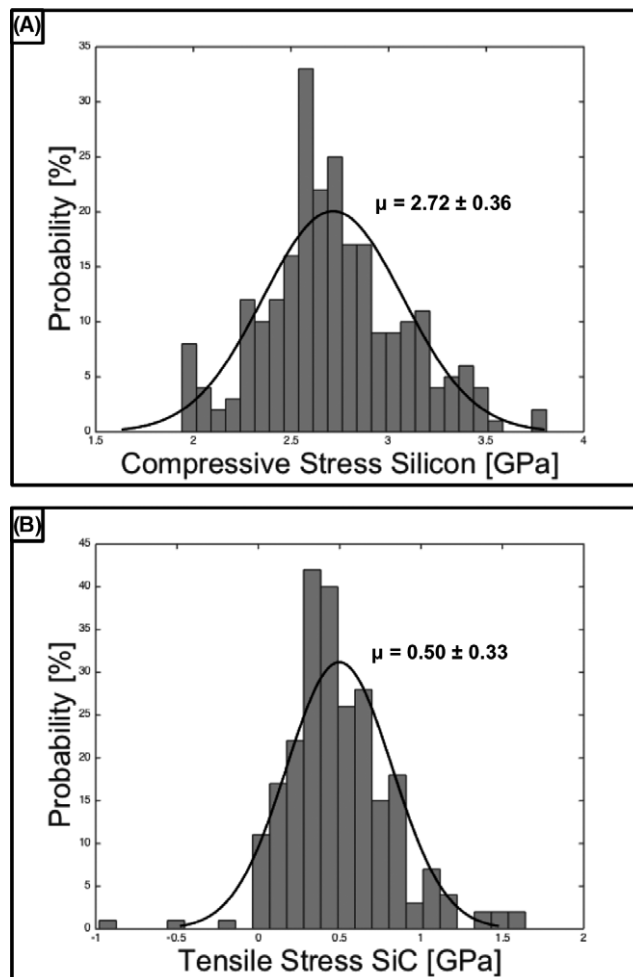 (A)
35
30
25
20
15
10
5
0
Probability [%]
μ = 2.72 ± 0.36
1.5 2 2.5 3 3.5 4
Compressive Stress Silicon [GPa]
(B)
45
40
35
30
25
20
15
10
5
0
Probability [%]
μ = 0.50 ± 0.33
-1 -0.5 0 0.5 1 1.5 2
Tensile Stress SiC [GPa]